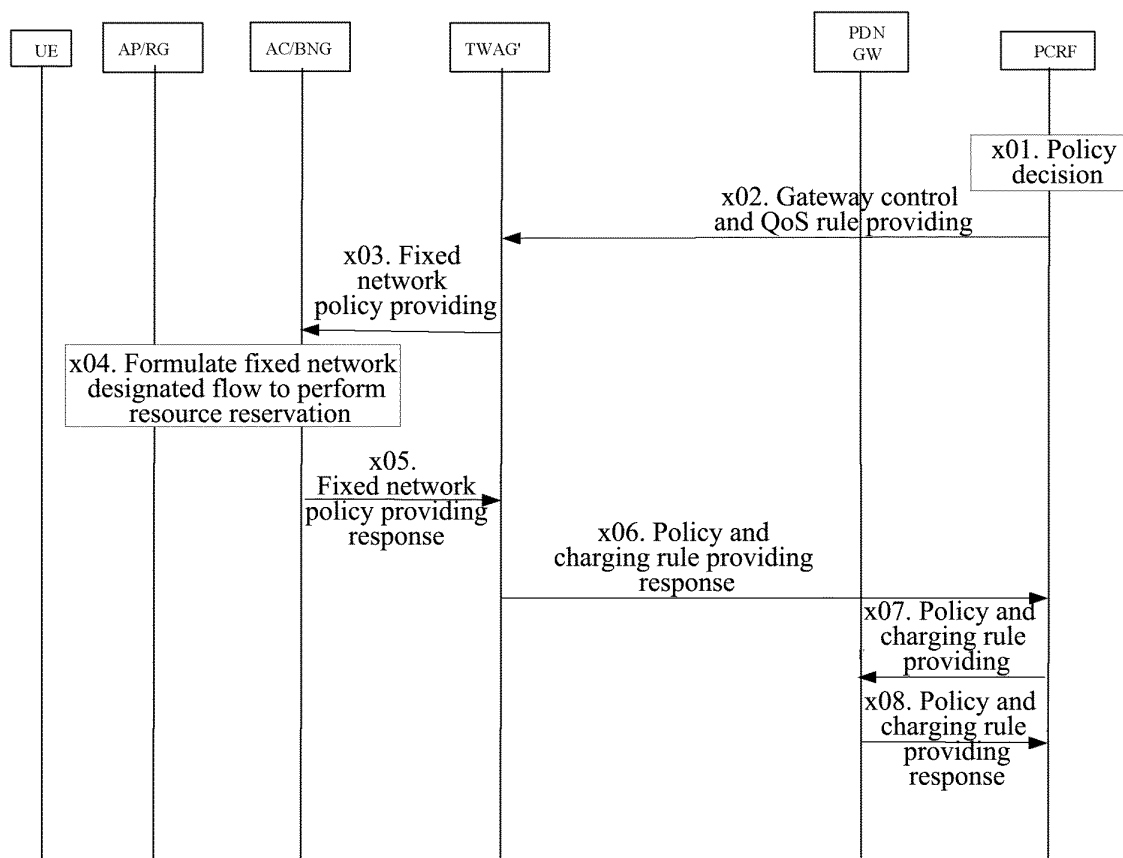 UE
AP/RG
AC/BNG
TWAG'
PDN
GW
PCRF
x01. Policy
decision
x02. Gateway control
and QoS rule providing
x03. Fixed
network
policy providing
x04. Formulate fixed network
designated flow to perform
resource reservation
x05.
Fixed network
policy providing
response
x06. Policy and
charging rule providing
response
x07. Policy and
charging rule
providing
x08. Policy and
charging rule
providing
response